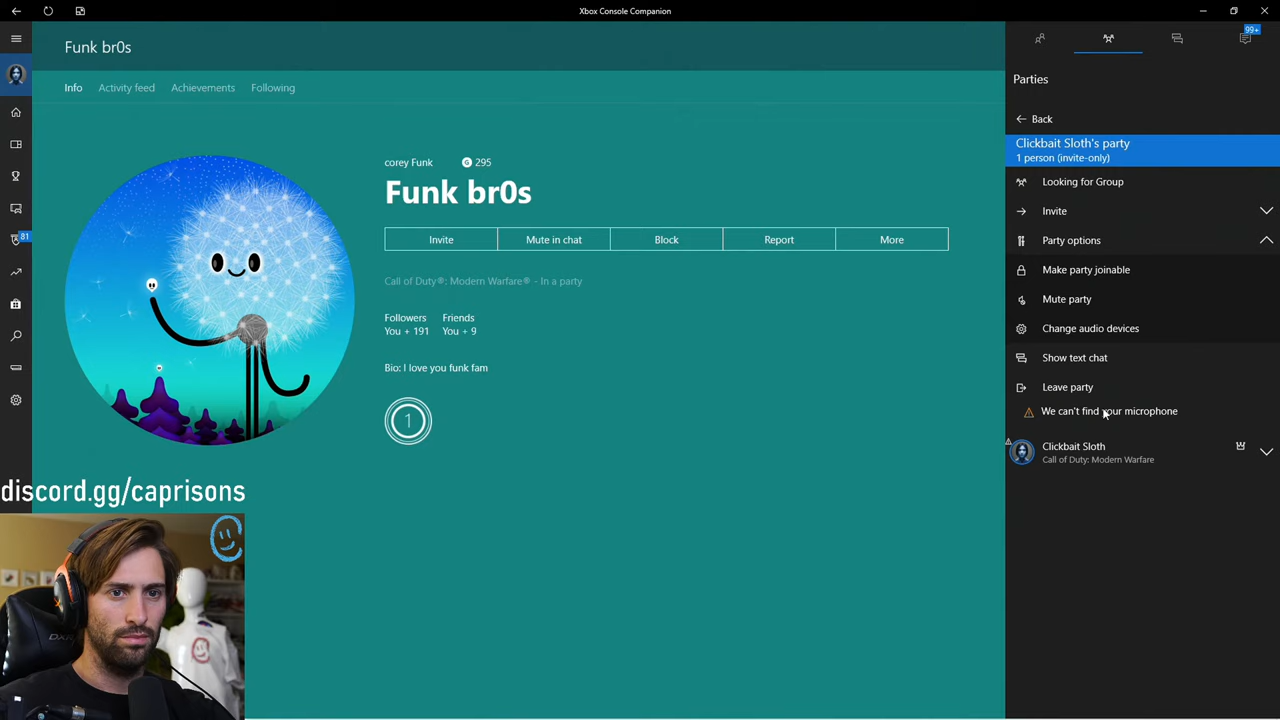 Xbox Console Companion
Funk br0s
Info Activity feed Achievements Following
81
corey Funk G 295
Funk br0s
Invite Mute in chat Block Report More
Call of Duty®: Modern Warfare® - In a party
Followers Friends
You + 191 You + 9
Bio: I love you funk fam
1
discord.gg/caprisons
99+
Parties
Back
Clickbait Sloth's party
1 person (invite-only)
Looking for Group
Invite
Party options
Make party joinable
Mute party
Change audio devices
Show text chat
Leave party
We can't find your microphone
Clickbait Sloth
Call of Duty: Modern Warfare